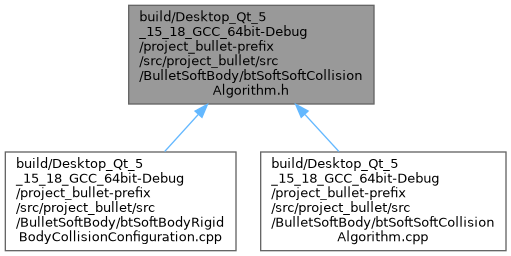 build/Desktop_Qt_5
_15_18_GCC_64bit-Debug
/project_bullet-prefix
/src/project_bullet/src
/BulletSoftBody/btSoftSoftCollision
Algorithm.h
build/Desktop_Qt_5
_15_18_GCC_64bit-Debug
/project_bullet-prefix
/src/project_bullet/src
/BulletSoftBody/btSoftBodyRigid
BodyCollisionConfiguration.cpp
build/Desktop_Qt_5
_15_18_GCC_64bit-Debug
/project_bullet-prefix
/src/project_bullet/src
/BulletSoftBody/btSoftSoftCollision
Algorithm.cpp